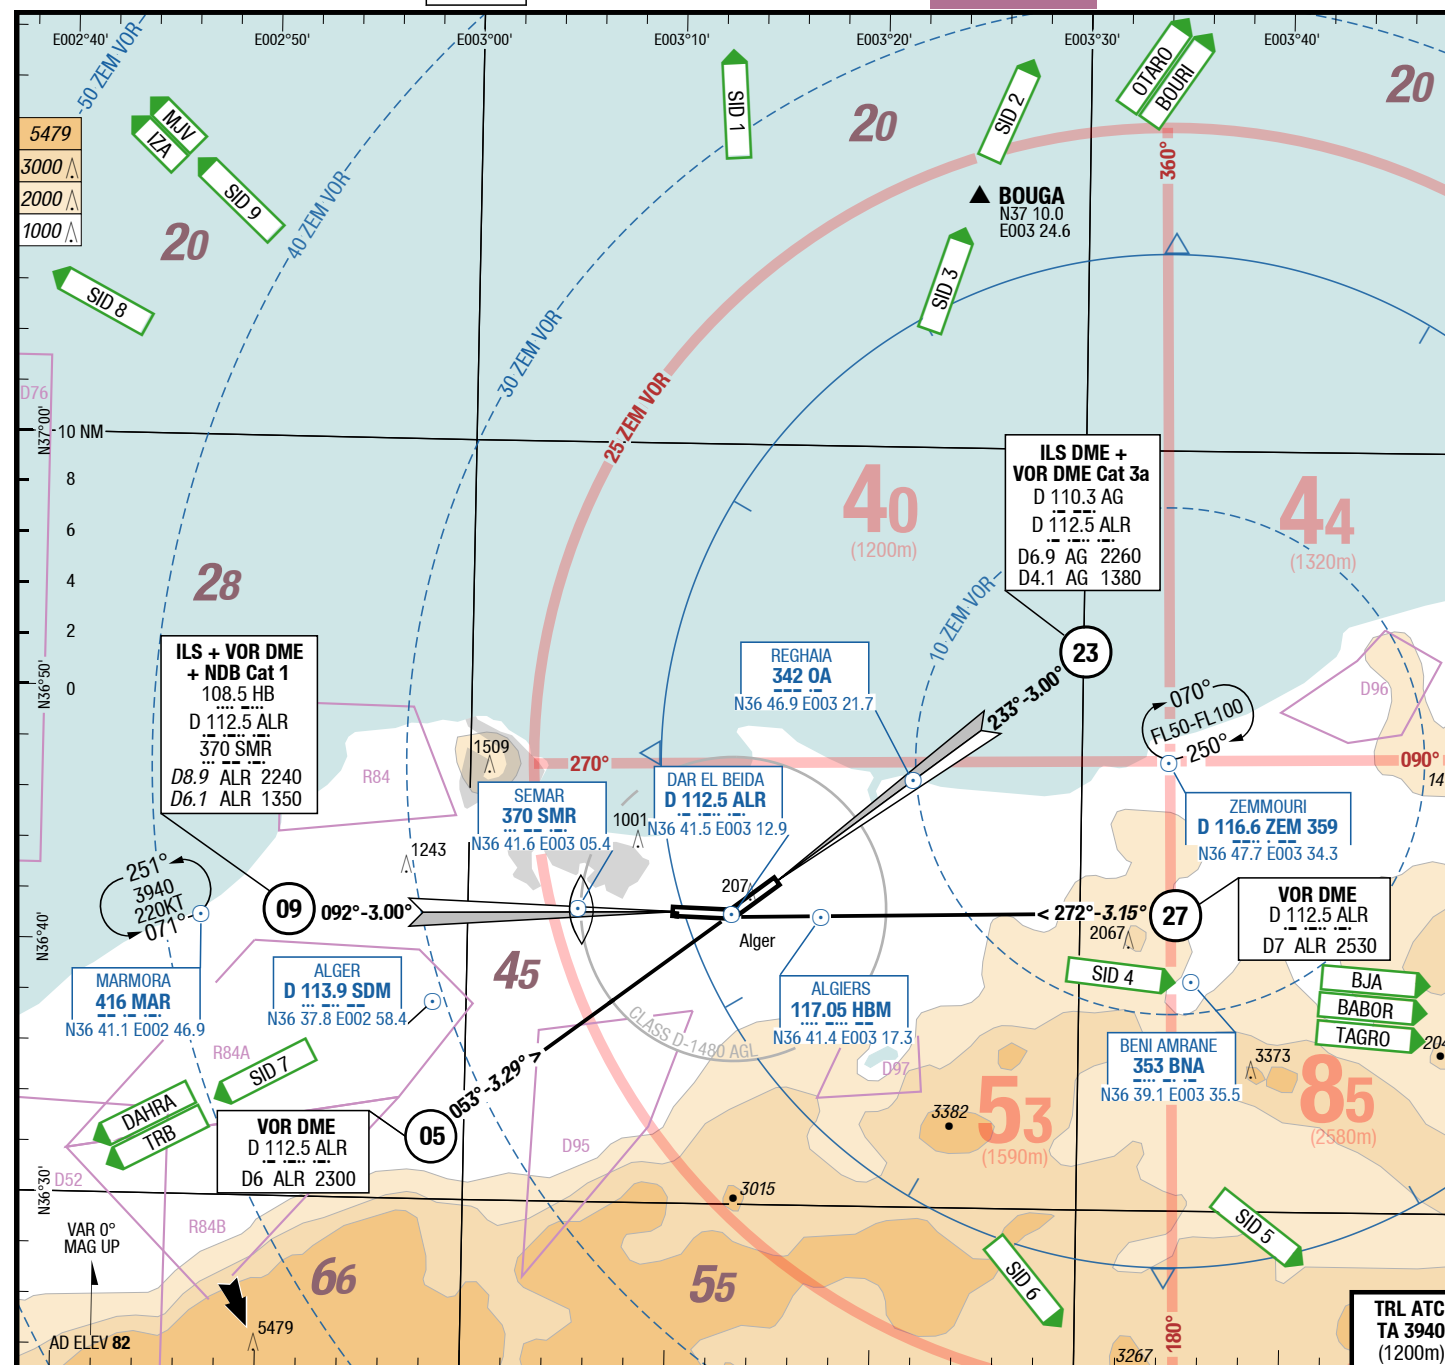 E002°40'
E002°50'
E003°00'
E003°10'
E003°20'
E003°30'
E003°40'
50 ZEM VOR
40 ZEM VOR
30 ZEM VOR
25 ZEM VOR
10 ZEM VOR
MJV
IZA
SID 9
SID 8
SID 1
SID 2
SID 3
OTARO
BOURI
20
20
20
5479
3000
2000
1000
360°
BOUGA
N37 10.0
E003 24.6
D76
N37°00'
10 NM
8
6
4
2
0
N36°50'
28
40
(1200m)
44
(1320m)
ILS DME +
VOR DME Cat 3a
D 110.3 AG
D 112.5 ALR
D6.9 AG 2260
D4.1 AG 1380
23
233°-3.00°
ILS + VOR DME
+ NDB Cat 1
108.5 HB
D 112.5 ALR
370 SMR
D8.9 ALR 2240
D6.1 ALR 1350
REGHAIA
342 OA
N36 46.9 E003 21.7
070°
FL50-FL100
250°
D96
R84
1509
270°
090°
14
SEMAR
370 SMR
N36 41.6 E003 05.4
1001
DAR EL BEIDA
D 112.5 ALR
N36 41.5 E003 12.9
ZEMMOURI
D 116.6 ZEM 359
N36 47.7 E003 34.3
1243
251°
3940
220KT
071°
09
092°-3.00°
207
Alger
< 272°-3.15°
27
2067
VOR DME
D 112.5 ALR
D7 ALR 2530
N36°40'
MARMORA
416 MAR
N36 41.1 E002 46.9
ALGER
D 113.9 SDM
N36 37.8 E002 58.4
45
ALGIERS
117.05 HBM
N36 41.4 E003 17.3
SID 4
BJA
BABOR
TAGRO
204
CLASS D-1480 AGL
R84A
SID 7
DAHRA
TRB
053°-3.29° >
05
VOR DME
D 112.5 ALR
D6 ALR 2300
D97
D95
BENI AMRANE
353 BNA
N36 39.1 E003 35.5
3373
3382
53
(1590m)
85
(2580m)
N36°30'
D52
R84B
3015
VAR 0°
MAG UP
AD ELEV 82
5479
66
55
SID 6
SID 5
180°
3267
TRL ATC
TA 3940
(1200m)